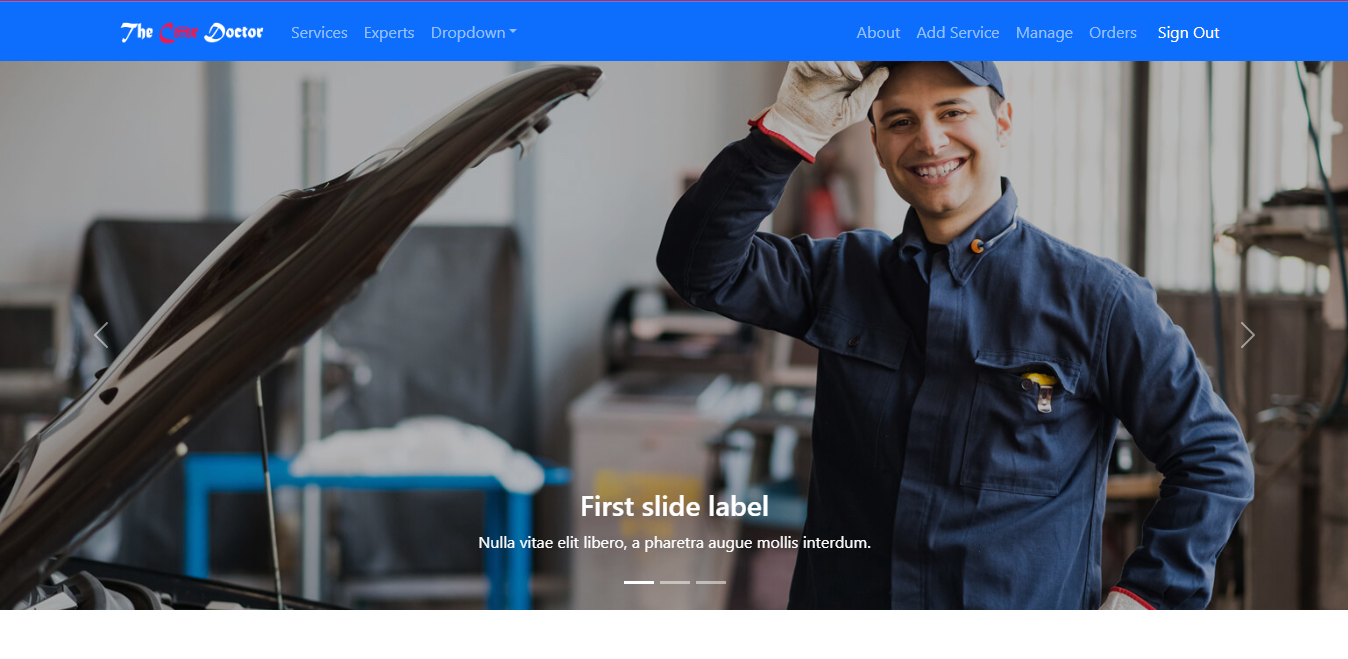 The Doctor Services Experts Dropdown About Add Service Manage Orders Sign Out
First slide label
Nulla vitae elit libero, a pharetra augue mollis interdum.